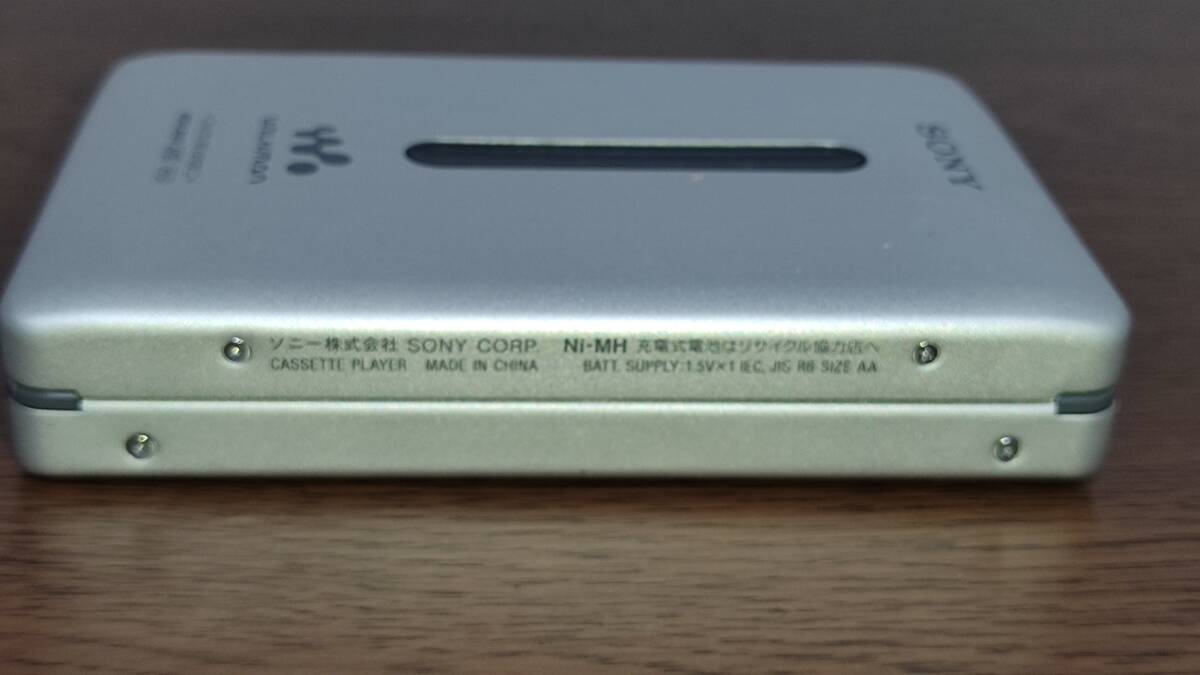 SONY
WALKMAN
ソニー株式会社 SONY CORP. Ni-MH 充電式電池はリサイクル協力店へ
CASSETTE PLAYER MADE IN CHINA BATT. SUPPLY:1.5V×1 IEC, JIS R6 SIZE AA